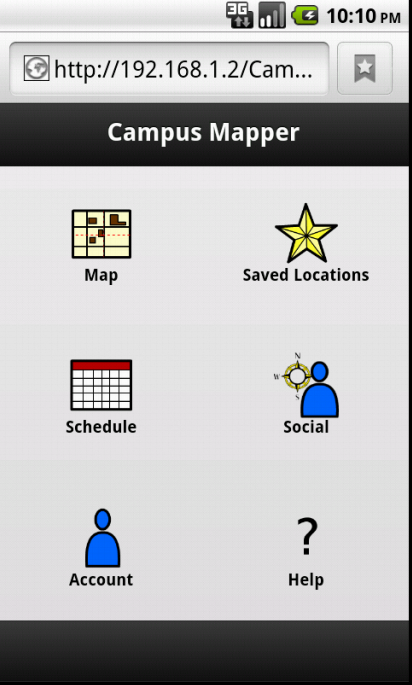 3G 10:10 PM
http://192.168.1.2/Cam...
Campus Mapper
Map Saved Locations
N
W
S
Schedule Social
?
Account Help